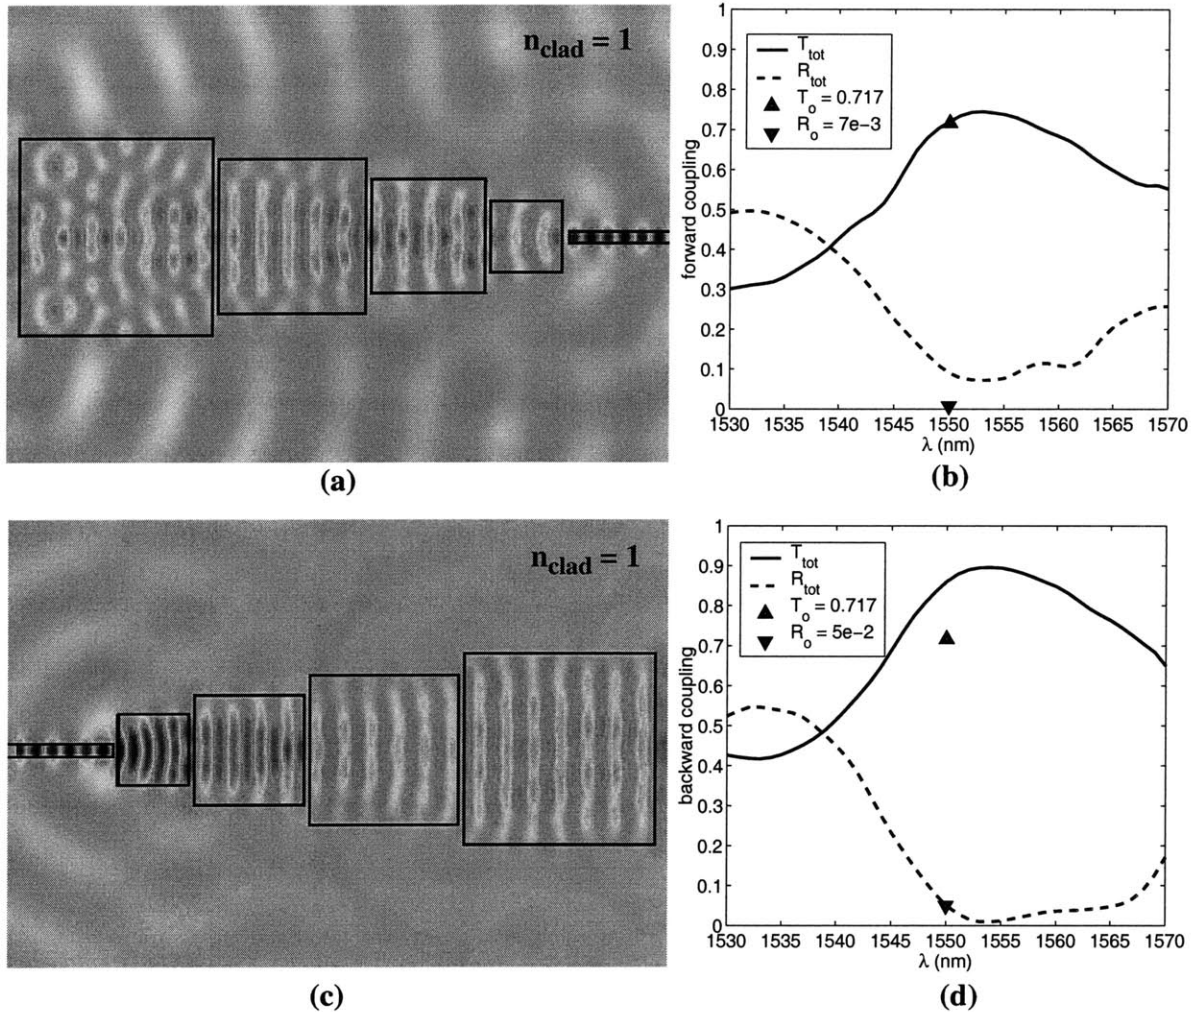 n_clad = 1
(a)
forward coupling
1
0.9
0.8
0.7
0.6
0.5
0.4
0.3
0.2
0.1
0
T_tot
R_tot
T_o = 0.717
R_o = 7e−3
1530 1535 1540 1545 1550 1555 1560 1565 1570
λ (nm)
(b)
n_clad = 1
(c)
backward coupling
1
0.9
0.8
0.7
0.6
0.5
0.4
0.3
0.2
0.1
0
T_tot
R_tot
T_o = 0.717
R_o = 5e−2
1530 1535 1540 1545 1550 1555 1560 1565 1570
λ (nm)
(d)